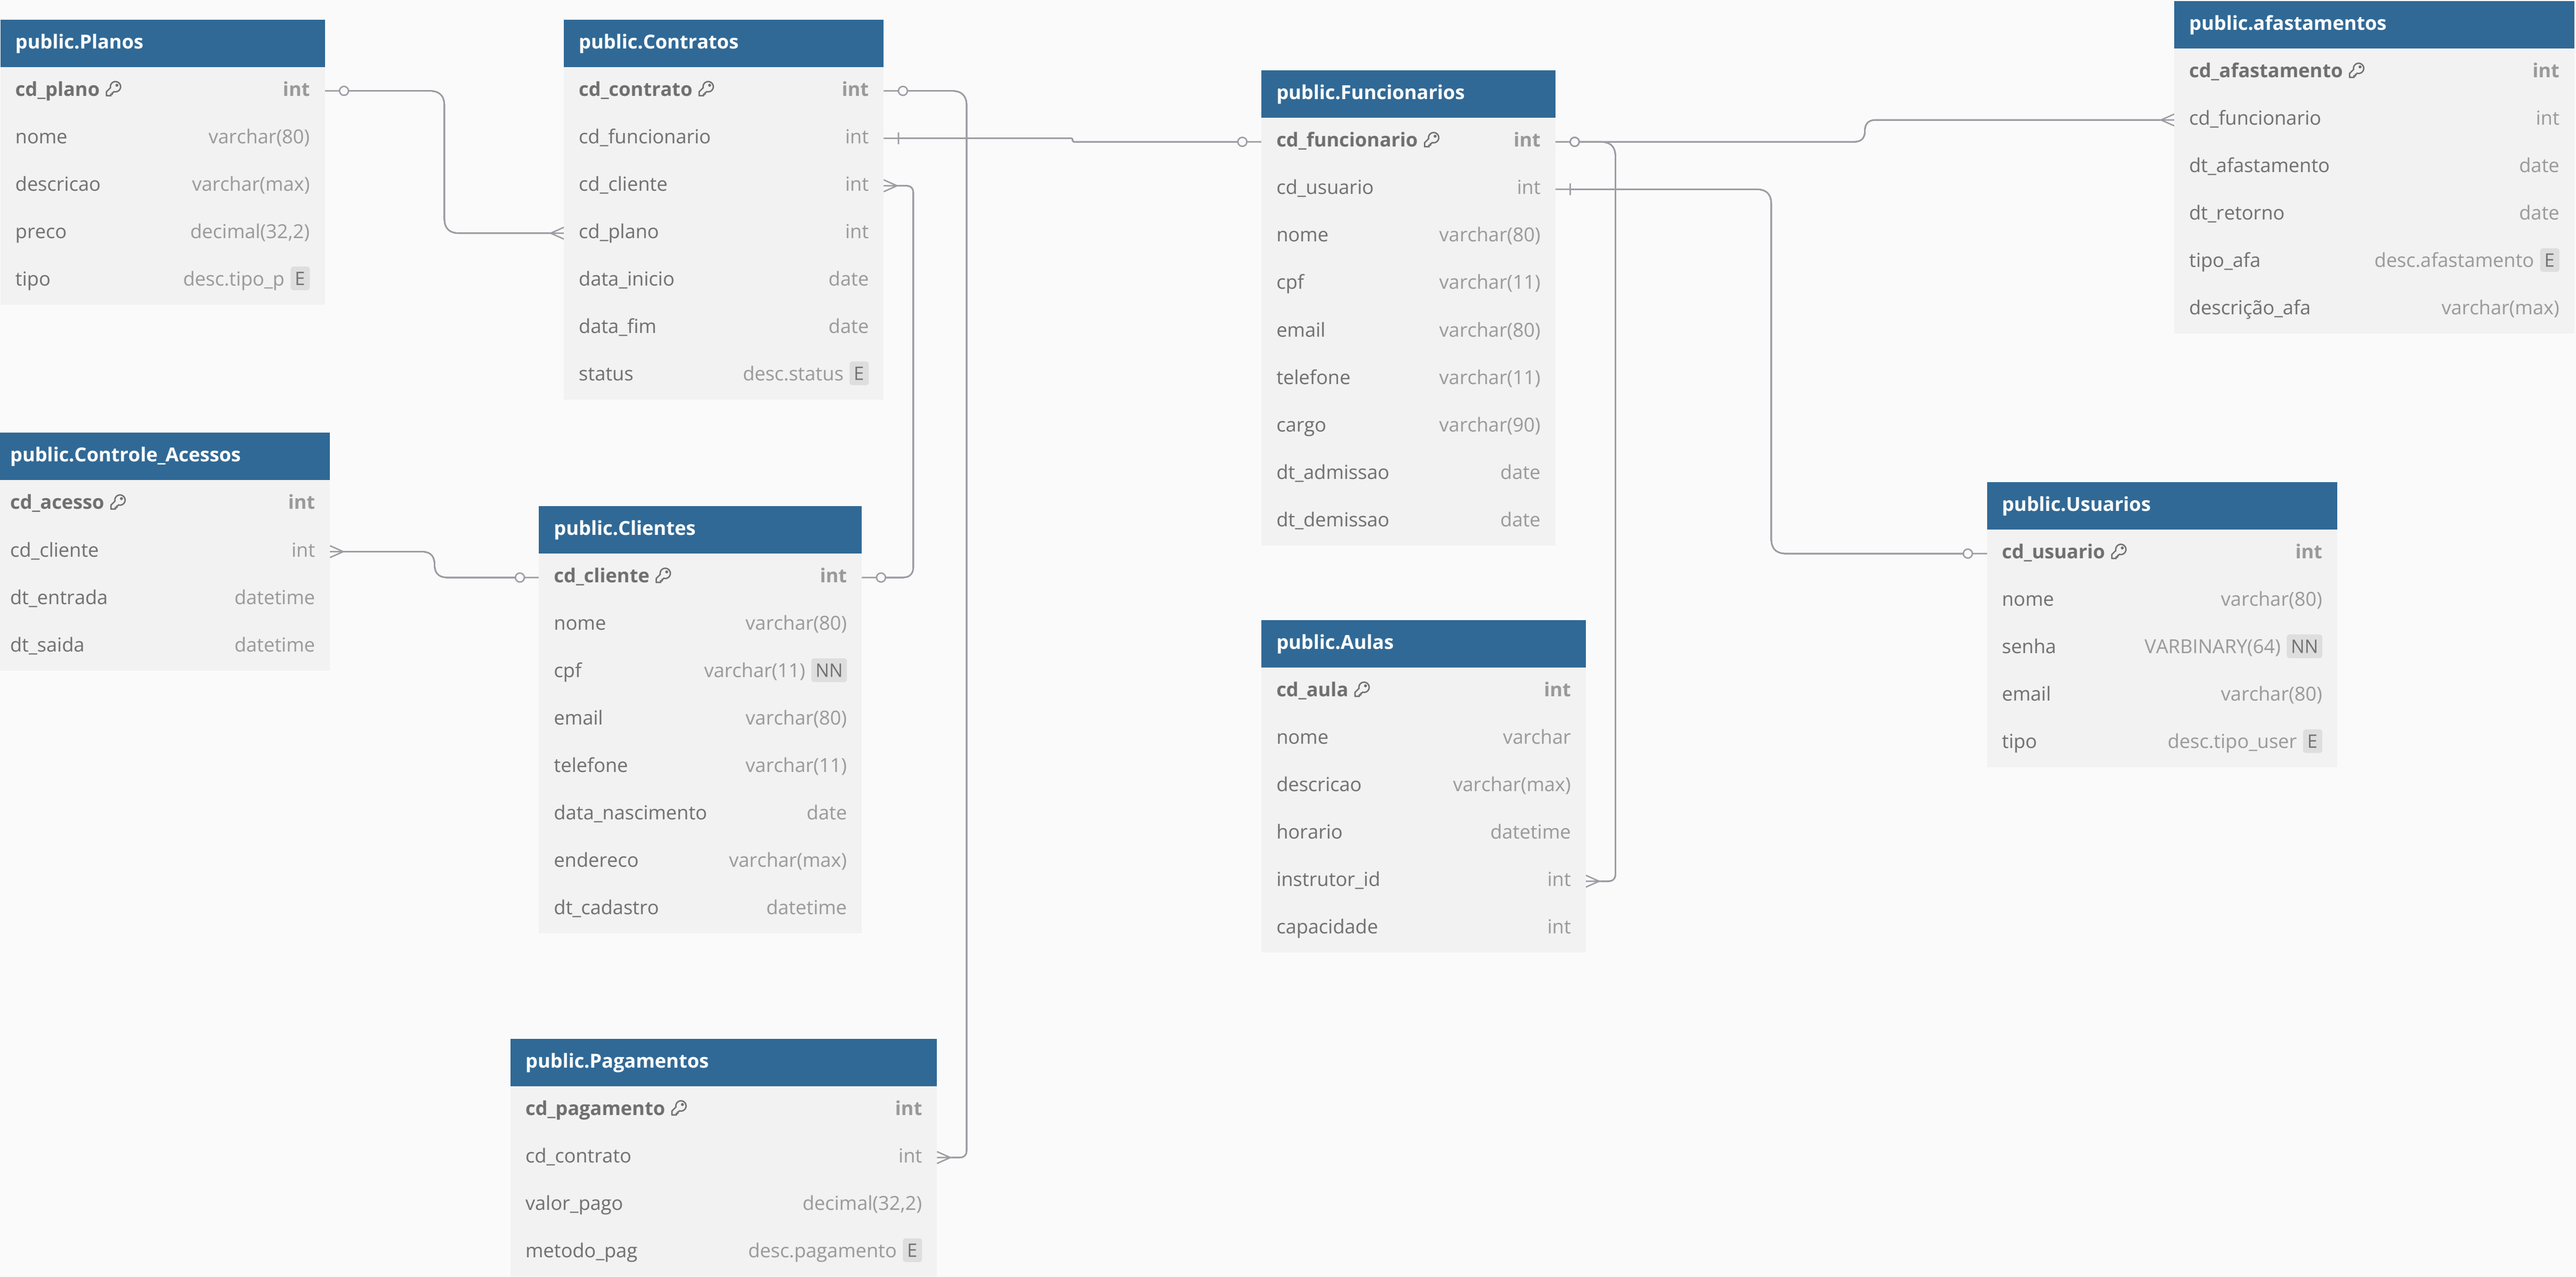 public.Planos
cd_plano int
nome varchar(80)
descricao varchar(max)
preco decimal(32,2)
tipo desc.tipo_p E
public.Contratos
cd_contrato int
cd_funcionario int
cd_cliente int
cd_plano int
data_inicio date
data_fim date
status desc.status E
public.Funcionarios
cd_funcionario int
cd_usuario int
nome varchar(80)
cpf varchar(11)
email varchar(80)
telefone varchar(11)
cargo varchar(90)
dt_admissao date
dt_demissao date
public.afastamentos
cd_afastamento int
cd_funcionario int
dt_afastamento date
dt_retorno date
tipo_afa desc.afastamento E
descrição_afa varchar(max)
public.Controle_Acessos
cd_acesso int
cd_cliente int
dt_entrada datetime
dt_saida datetime
public.Clientes
cd_cliente int
nome varchar(80)
cpf varchar(11) NN
email varchar(80)
telefone varchar(11)
data_nascimento date
endereco varchar(max)
dt_cadastro datetime
public.Aulas
cd_aula int
nome varchar
descricao varchar(max)
horario datetime
instrutor_id int
capacidade int
public.Usuarios
cd_usuario int
nome varchar(80)
senha VARBINARY(64) NN
email varchar(80)
tipo desc.tipo_user E
public.Pagamentos
cd_pagamento int
cd_contrato int
valor_pago decimal(32,2)
metodo_pag desc.pagamento E